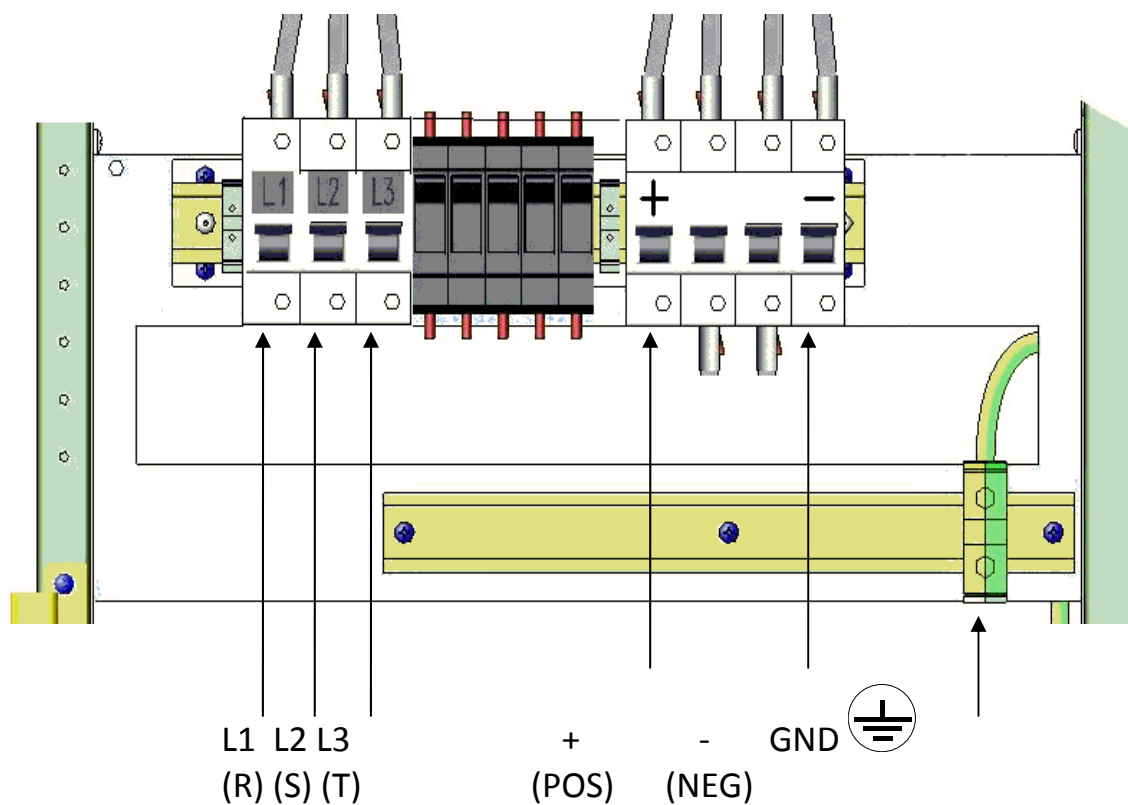 L1 L2 L3
+ −
L1 L2 L3 + - GND
(R) (S) (T) (POS) (NEG)